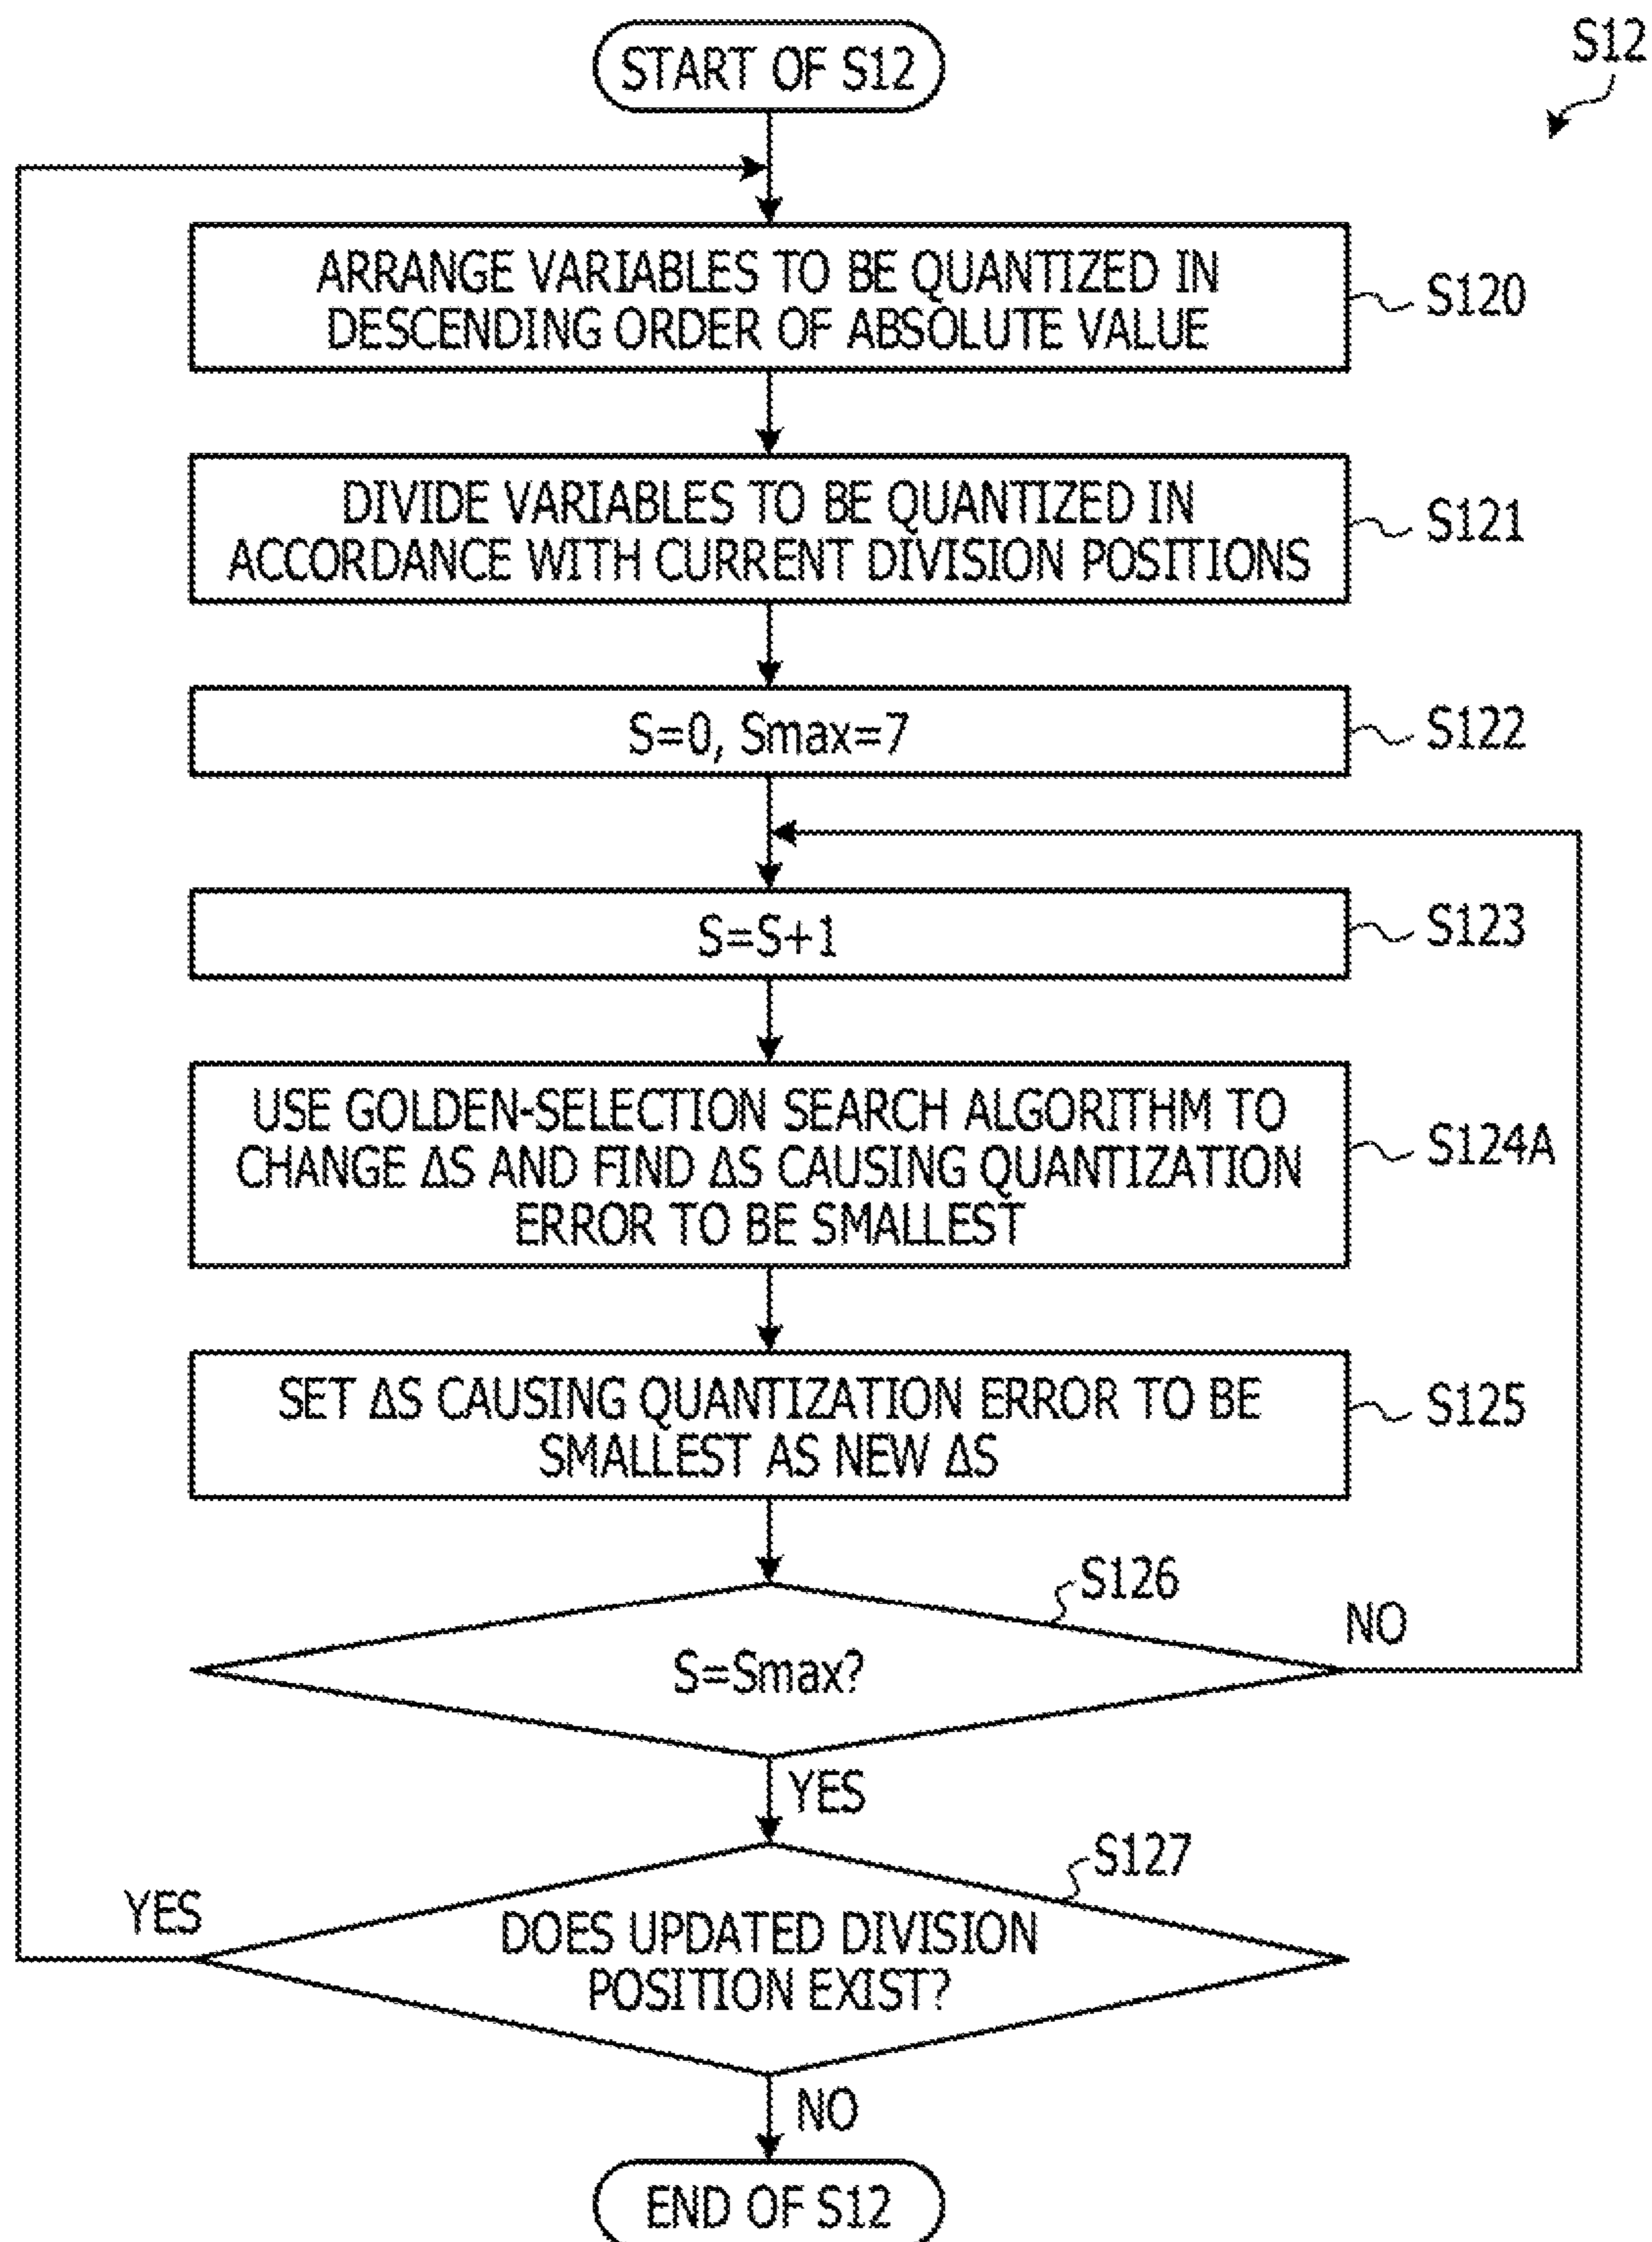 S12
START OF S12
ARRANGE VARIABLES TO BE QUANTIZED IN
DESCENDING ORDER OF ABSOLUTE VALUE
S120
DIVIDE VARIABLES TO BE QUANTIZED IN
ACCORDANCE WITH CURRENT DIVISION POSITIONS
S121
S=0, Smax=7
S122
S=S+1
S123
USE GOLDEN-SELECTION SEARCH ALGORITHM TO
CHANGE ΔS AND FIND ΔS CAUSING QUANTIZATION
ERROR TO BE SMALLEST
S124A
SET ΔS CAUSING QUANTIZATION ERROR TO BE
SMALLEST AS NEW ΔS
S125
S126
NO
S=Smax?
YES
S127
YES
DOES UPDATED DIVISION
POSITION EXIST?
NO
END OF S12